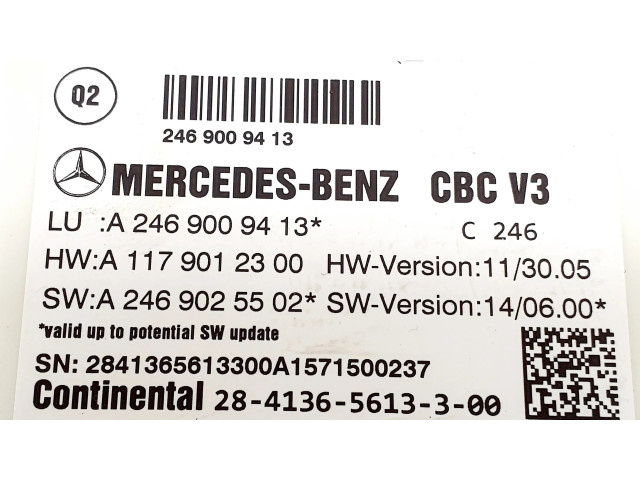 Q2
246 900 94 13
MERCEDES-BENZ CBC V3
LU :A 246 900 94 13* C 246
HW:A 117 901 23 00 HW-Version:11/30.05
SW:A 246 902 55 02* SW-Version:14/06.00*
*valid up to potential SW update
SN: 2841365613300A1571500237
Continental 28-4136-5613-3-00